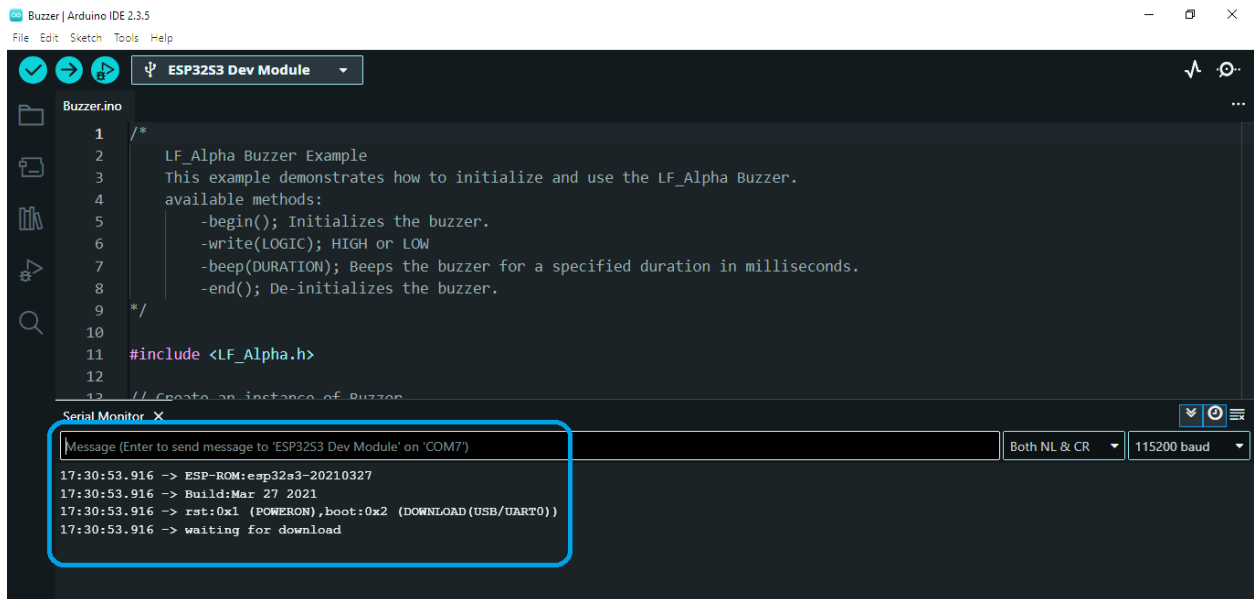 Buzzer | Arduino IDE 2.3.5
File Edit Sketch Tools Help
ESP32S3 Dev Module
Buzzer.ino
1 /*
2 LF_Alpha Buzzer Example
3 This example demonstrates how to initialize and use the LF_Alpha Buzzer.
4 available methods:
5 -begin(); Initializes the buzzer.
6 -write(LOGIC); HIGH or LOW
7 -beep(DURATION); Beeps the buzzer for a specified duration in milliseconds.
8 -end(); De-initializes the buzzer.
9 */
10
11 #include <LF_Alpha.h>
12
13 // Create an instance of Buzzer
Serial Monitor X
Message (Enter to send message to 'ESP32S3 Dev Module' on 'COM7')
Both NL & CR
115200 baud
17:30:53.916 -> ESP-ROM:esp32s3-20210327
17:30:53.916 -> Build:Mar 27 2021
17:30:53.916 -> rst:0x1 (POWERON),boot:0x2 (DOWNLOAD(USB/UART0))
17:30:53.916 -> waiting for download